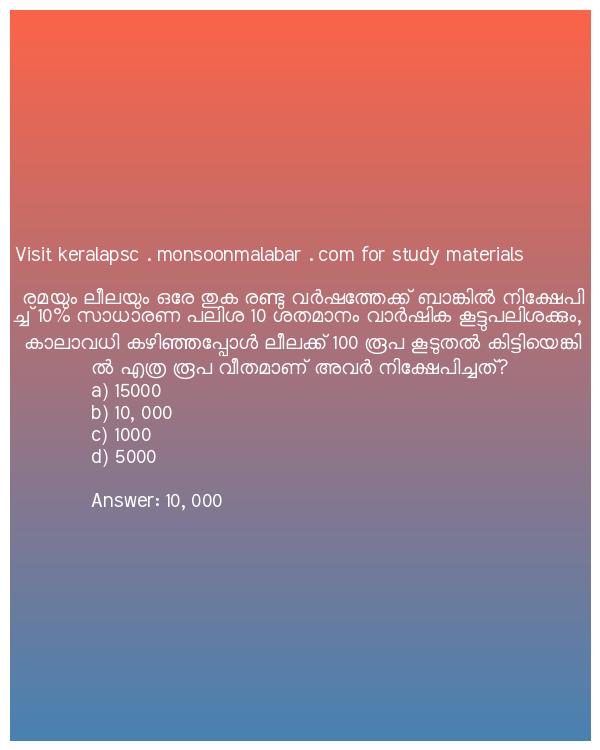 Visit keralapsc . monsoonmalabar . com for study materials
രമയും ലീലയും ഒരേ തുക രണ്ടു വർഷത്തേക്ക് ബാങ്കിൽ നിക്ഷേപി
ച്ച് 10% സാധാരണ പലിശ 10 ശതമാനം വാർഷിക കൂട്ടുപലിശക്കും,
കാലാവധി കഴിഞ്ഞപ്പോൾ ലീലക്ക് 100 രൂപ കൂടുതൽ കിട്ടിയെങ്കി
ൽ എത്ര രൂപ വീതമാണ് അവർ നിക്ഷേപിച്ചത്?
a) 15000
b) 10, 000
c) 1000
d) 5000
Answer: 10, 000